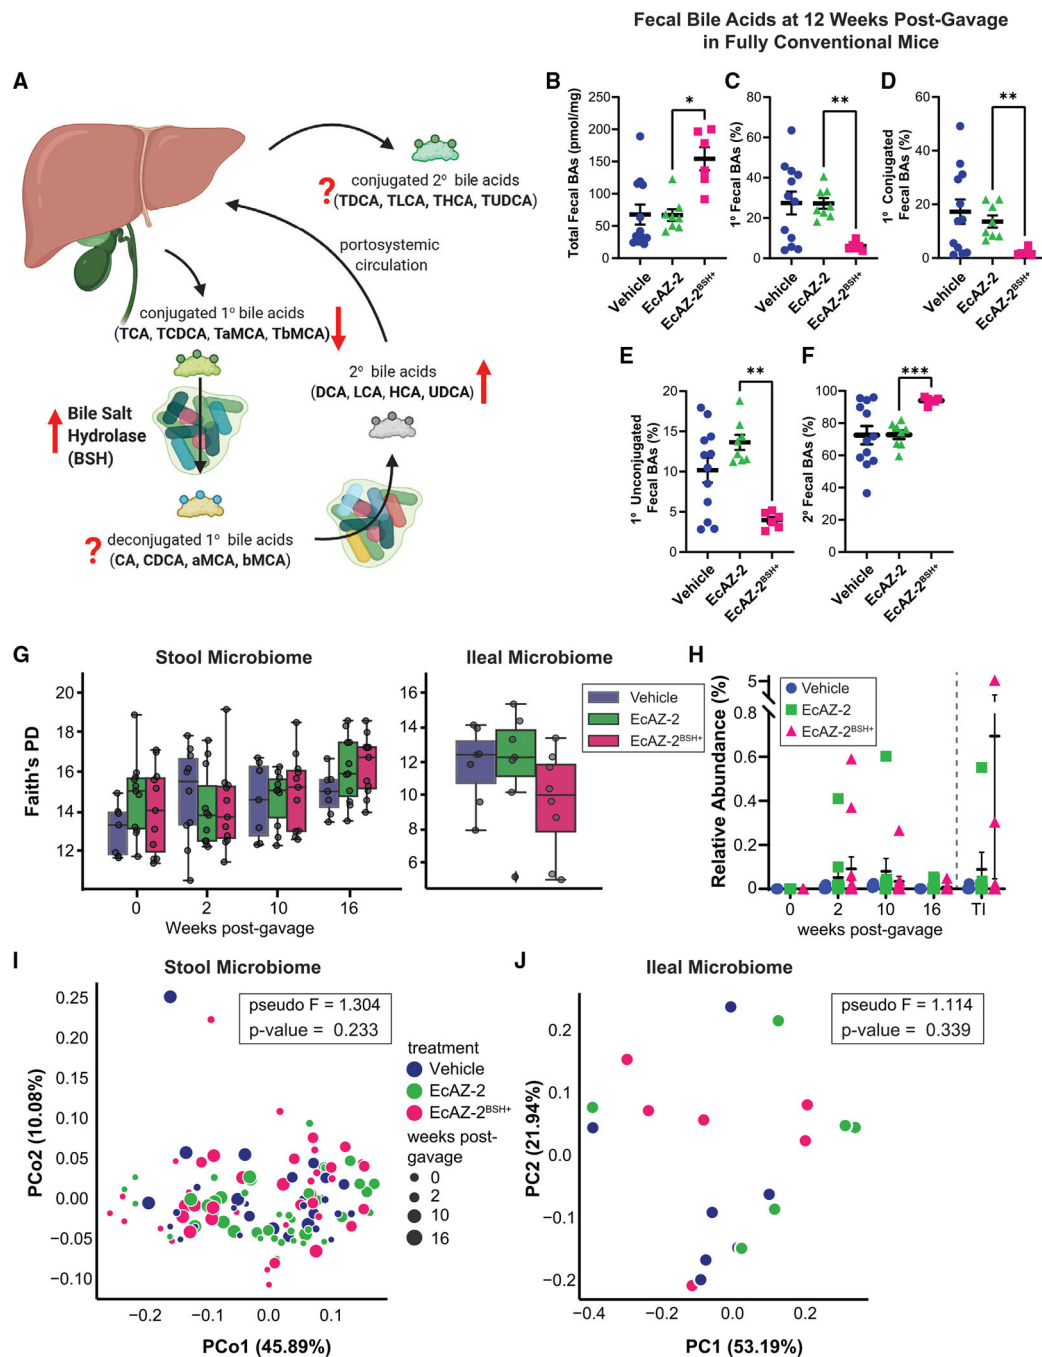 Fecal Bile Acids at 12 Weeks Post-Gavage
in Fully Conventional Mice
A
conjugated 2º bile acids
(TDCA, TLCA, THCA, TUDCA)
?
portosystemic
circulation
conjugated 1º bile acids
(TCA, TCDCA, TaMCA, TbMCA)
2º bile acids
(DCA, LCA, HCA, UDCA)
Bile Salt
Hydrolase
(BSH)
?
deconjugated 1º bile acids
(CA, CDCA, aMCA, bMCA)
B
Total Fecal BAs (pmol/mg)
250
200
150
100
50
0
*
Vehicle
EcAZ-2
EcAZ-2BSH+
C
1º Fecal BAs (%)
80
60
40
20
0
**
Vehicle
EcAZ-2
EcAZ-2BSH+
D
1º Conjugated
Fecal BAs (%)
60
40
20
0
**
Vehicle
EcAZ-2
EcAZ-2BSH+
E
1º Unconjugated
Fecal BAs (%)
20
15
10
5
0
**
Vehicle
EcAZ-2
EcAZ-2BSH+
F
2º Fecal BAs (%)
100
80
60
40
20
0
***
Vehicle
EcAZ-2
EcAZ-2BSH+
G
Stool Microbiome
Faith's PD
20
18
16
14
12
0
2
10
16
Weeks post-gavage
Ileal Microbiome
16
14
12
10
8
6
Vehicle
EcAZ-2
EcAZ-2BSH+
H
Relative Abundance (%)
5
0.8
0.6
0.4
0.2
0
Vehicle
EcAZ-2
EcAZ-2BSH+
0
2
10
16
TI
weeks post-gavage
I
Stool Microbiome
pseudo F = 1.304
p-value = 0.233
PCo2 (10.08%)
0.25
0.20
0.15
0.10
0.05
0.00
−0.05
−0.10
−0.2
−0.1
0.0
0.1
PCo1 (45.89%)
treatment
Vehicle
EcAZ-2
EcAZ-2BSH+
weeks post-
gavage
0
2
10
16
J
Ileal Microbiome
pseudo F = 1.114
p-value = 0.339
PC2 (21.94%)
0.2
0.1
0.0
−0.1
−0.2
−0.4
−0.2
0.0
0.2
PC1 (53.19%)